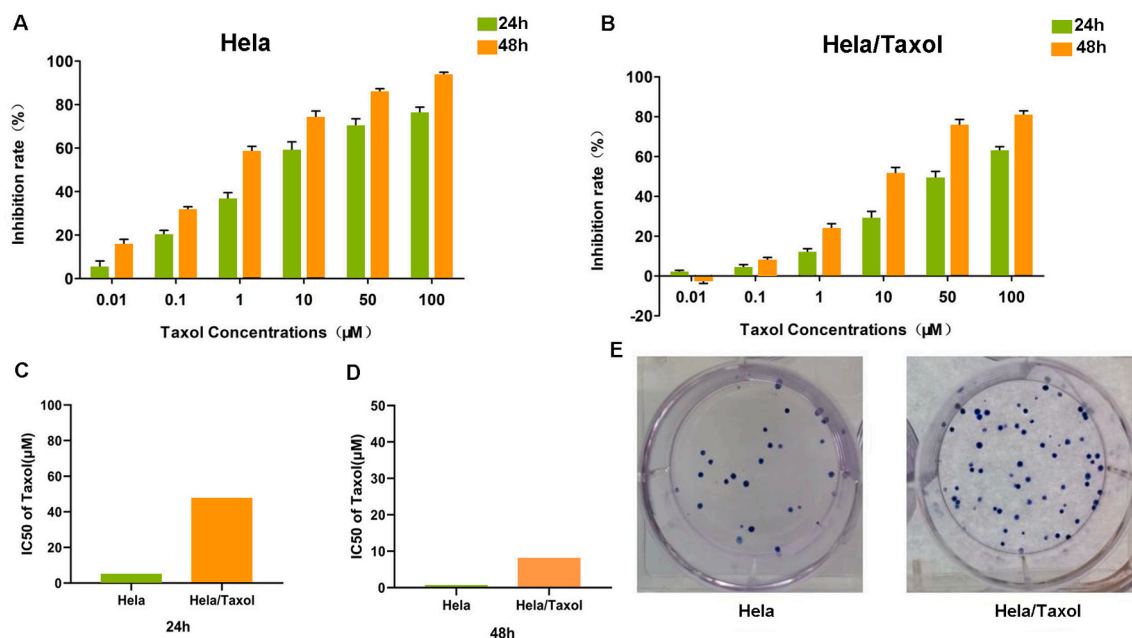 A
Hela
24h
48h
Inhibition rate（%）
100
80
60
40
20
0
0.01 0.1 1 10 50 100
Taxol Concentrations（μM）
B
Hela/Taxol
24h
48h
Inhibition rate（%）
100
80
60
40
20
0
-20
0.01 0.1 1 10 50 100
Taxol Concentrations（μM）
C
IC50 of Taxol(μM)
100
80
60
40
20
0
Hela Hela/Taxol
24h
D
IC50 of Taxol(μM)
50
40
30
20
10
0
Hela Hela/Taxol
48h
E
Hela Hela/Taxol